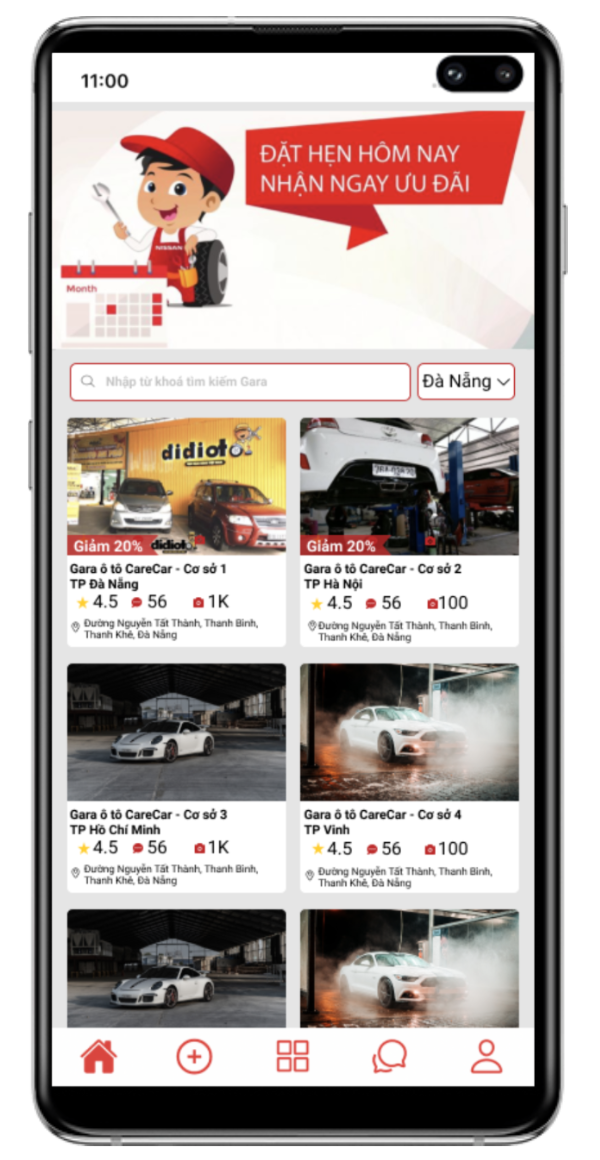 11:00
ĐẶT HẸN HÔM NAY
NHẬN NGAY ƯU ĐÃI
NISSAN
Month
Nhập từ khoá tìm kiếm Gara
Đà Nẵng
didioto
Giảm 20%
didioto
Giảm 20%
Gara ô tô CareCar - Cơ sở 1
TP Đà Nẵng
4.5 56 1K
Đường Nguyễn Tất Thành, Thanh Bình,
Thanh Khê, Đà Nẵng
Gara ô tô CareCar - Cơ sở 2
TP Hà Nội
4.5 56 100
Đường Nguyễn Tất Thành, Thanh Bình,
Thanh Khê, Đà Nẵng
Gara ô tô CareCar - Cơ sở 3
TP Hồ Chí Minh
4.5 56 1K
Đường Nguyễn Tất Thành, Thanh Bình,
Thanh Khê, Đà Nẵng
Gara ô tô CareCar - Cơ sở 4
TP Vinh
4.5 56 100
Đường Nguyễn Tất Thành, Thanh Bình,
Thanh Khê, Đà Nẵng